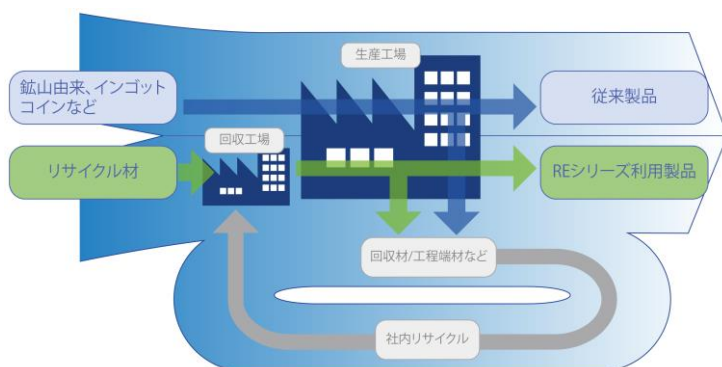 生産工場
鉱山由来、インゴット
コインなど
従来製品
回収工場
リサイクル材
REシリーズ利用製品
回収材/工程端材など
社内リサイクル